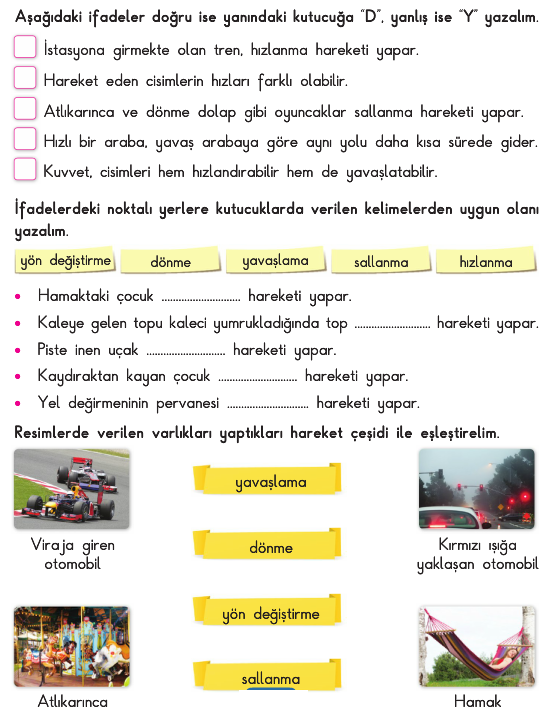 Aşağıdaki ifadeler doğru ise yanındaki kutucuğa “D”, yanlış ise “Y” yazalım.
İstasyona girmekte olan tren, hızlanma hareketi yapar.
Hareket eden cisimlerin hızları farklı olabilir.
Atlıkarınca ve dönme dolap gibi oyuncaklar sallanma hareketi yapar.
Hızlı bir araba, yavaş arabaya göre aynı yolu daha kısa sürede gider.
Kuvvet, cisimleri hem hızlandırabilir hem de yavaşlatabilir.
İfadelerdeki noktalı yerlere kutucuklarda verilen kelimelerden uygun olanı
yazalım.
yön değiştirme dönme yavaşlama sallanma hızlanma
• Hamaktaki çocuk ............................ hareketi yapar.
• Kaleye gelen topu kaleci yumrukladığında top ........................... hareketi yapar.
• Piste inen uçak ............................ hareketi yapar.
• Kaydıraktan kayan çocuk ............................ hareketi yapar.
• Yel değirmeninin pervanesi ............................. hareketi yapar.
Resimlerde verilen varlıkları yaptıkları hareket çeşidi ile eşleştirelim.
yavaşlama
Viraja giren
otomobil
dönme
Kırmızı ışığa
yaklaşan otomobil
yön değiştirme
sallanma
Atlıkarınca
Hamak